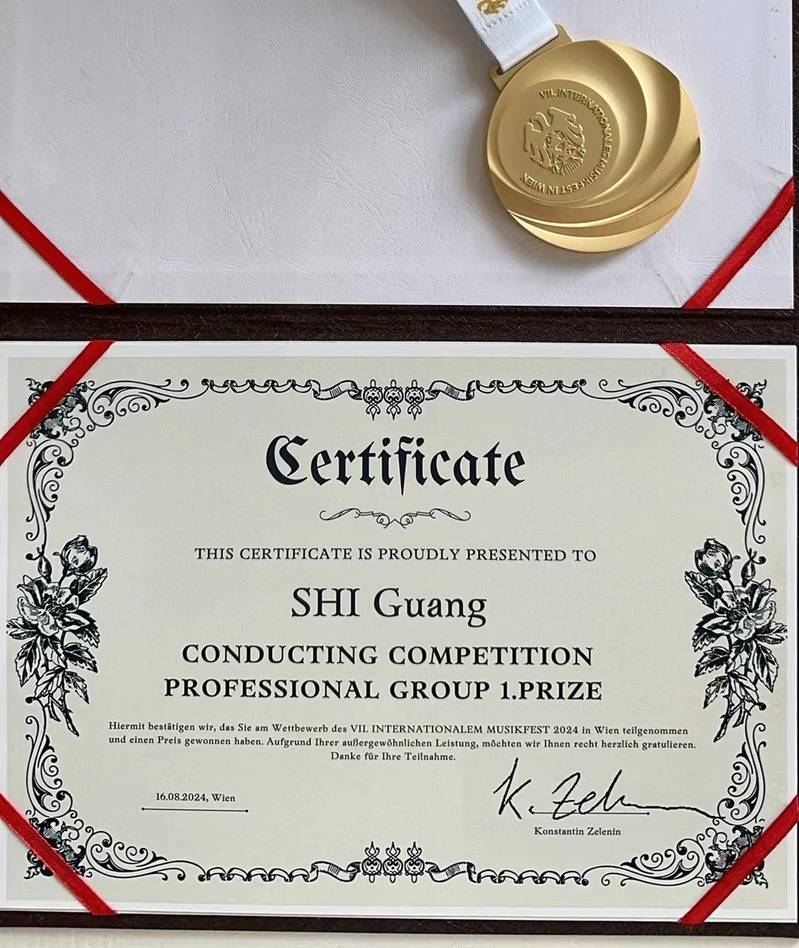 VII. INTERNATIONALES MUSIKFEST IN WIEN
Certificate
THIS CERTIFICATE IS PROUDLY PRESENTED TO
SHI Guang
CONDUCTING COMPETITION
PROFESSIONAL GROUP 1.PRIZE
Hiermit bestätigen wir, das Sie am Wettbewerb des VII. INTERNATIONALEM MUSIKFEST 2024 in Wien teilgenommen
und einen Preis gewonnen haben. Aufgrund Ihrer außergewöhnlichen Leistung, möchten wir Ihnen recht herzlich gratulieren.
Danke für Ihre Teilnahme.
16.08.2024, Wien
K. Zeh
Konstantin Zelenin